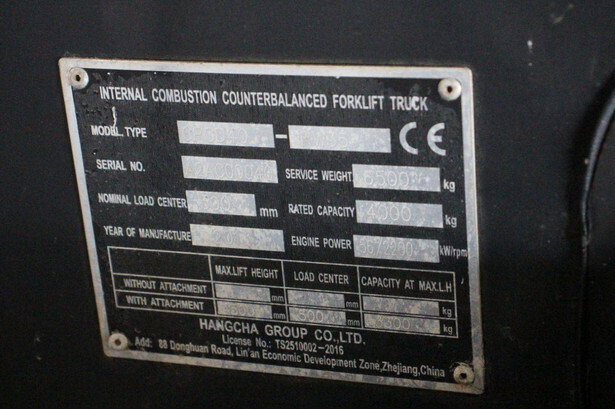 INTERNAL COMBUSTION COUNTERBALANCED FORKLIFT TRUCK
MODEL TYPE - CE
SERIAL NO. SERVICE WEIGHT kg
NOMINAL LOAD CENTER mm RATED CAPACITY 4000 kg
YEAR OF MANUFACTURE ENGINE POWER kW/rpm
MAX.LIFT HEIGHT LOAD CENTER CAPACITY AT MAX.L.H
WITHOUT ATTACHMENT mm mm kg
WITH ATTACHMENT mm mm kg
HANGCHA GROUP CO.,LTD.
License No.: TS2510002-2016
Add: 88 Donghuan Road, Lin'an Economic Development Zone,Zhejiang,China